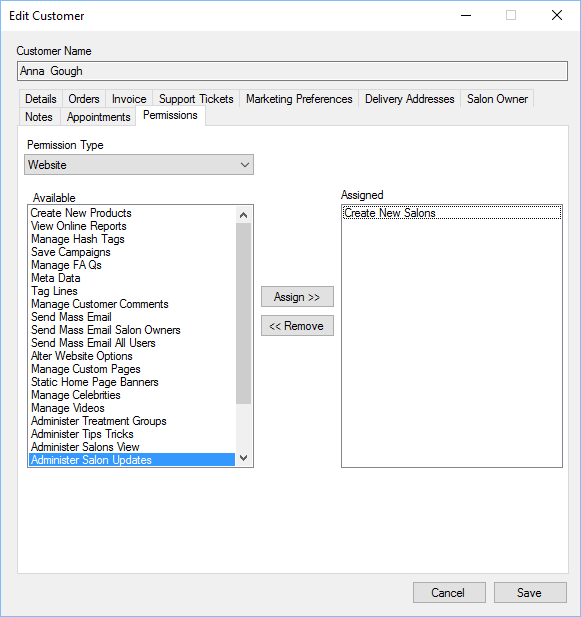 Edit Customer
Customer Name
Anna Gough
Details Orders Invoice Support Tickets Marketing Preferences Delivery Addresses Salon Owner
Notes Appointments Permissions
Permission Type
Website
Available
Create New Products
View Online Reports
Manage Hash Tags
Save Campaigns
Manage FA Qs
Meta Data
Tag Lines
Manage Customer Comments
Send Mass Email
Send Mass Email Salon Owners
Send Mass Email All Users
Alter Website Options
Manage Custom Pages
Static Home Page Banners
Manage Celebrities
Manage Videos
Administer Treatment Groups
Administer Tips Tricks
Administer Salons View
Administer Salon Updates
Assign >>
<< Remove
Assigned
Create New Salons
Cancel Save